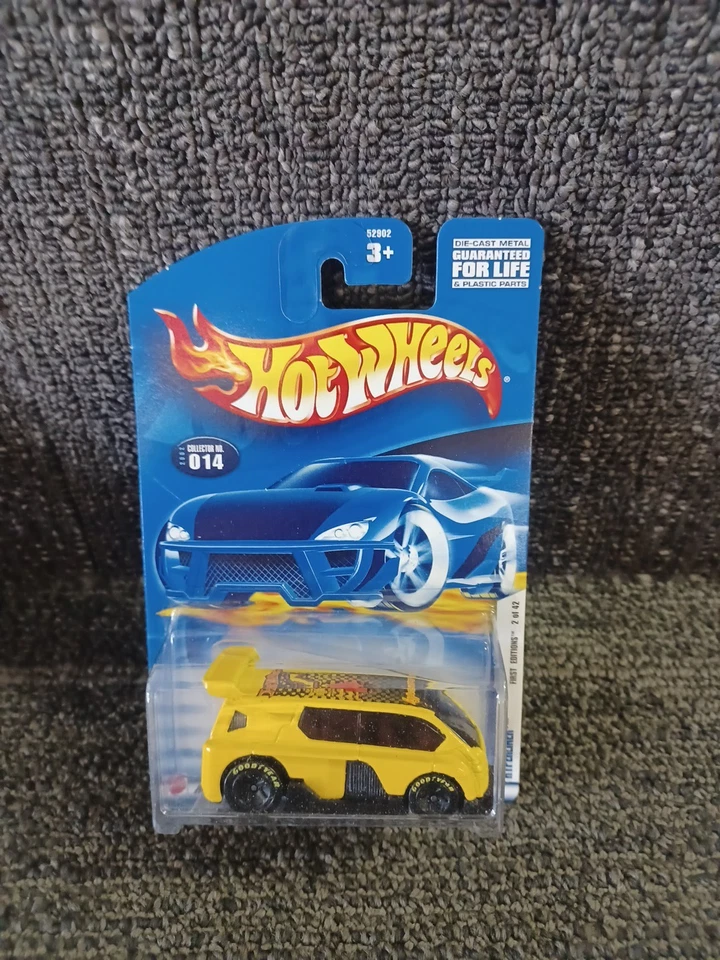 52902
3+
DIE-CAST METAL
GUARANTEED
FOR LIFE
& PLASTIC PARTS
HOT WHEELS®
COLLECTOR NO.
014
FIRST EDITIONS™ 2 of 42
GOODYEAR
GOODYEAR